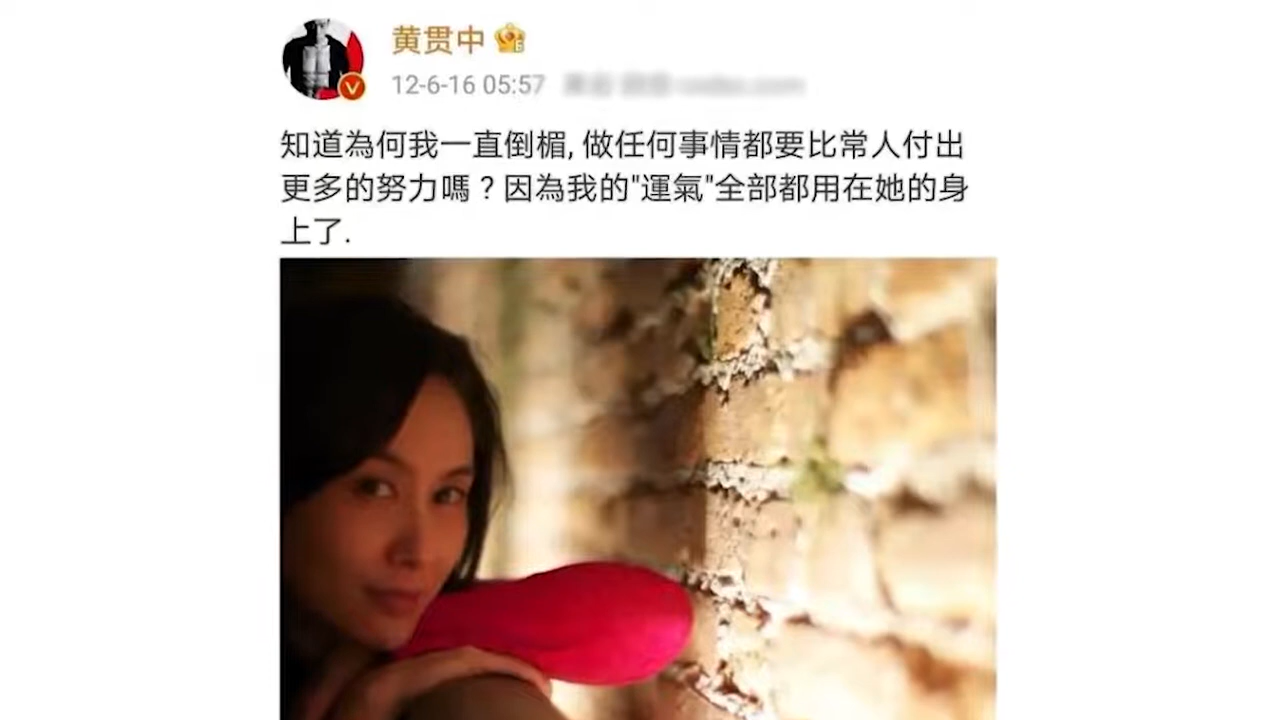 黄贯中
12-6-16 05:57
知道為何我一直倒楣, 做任何事情都要比常人付出
更多的努力嗎？因為我的"運氣"全部都用在她的身
上了.